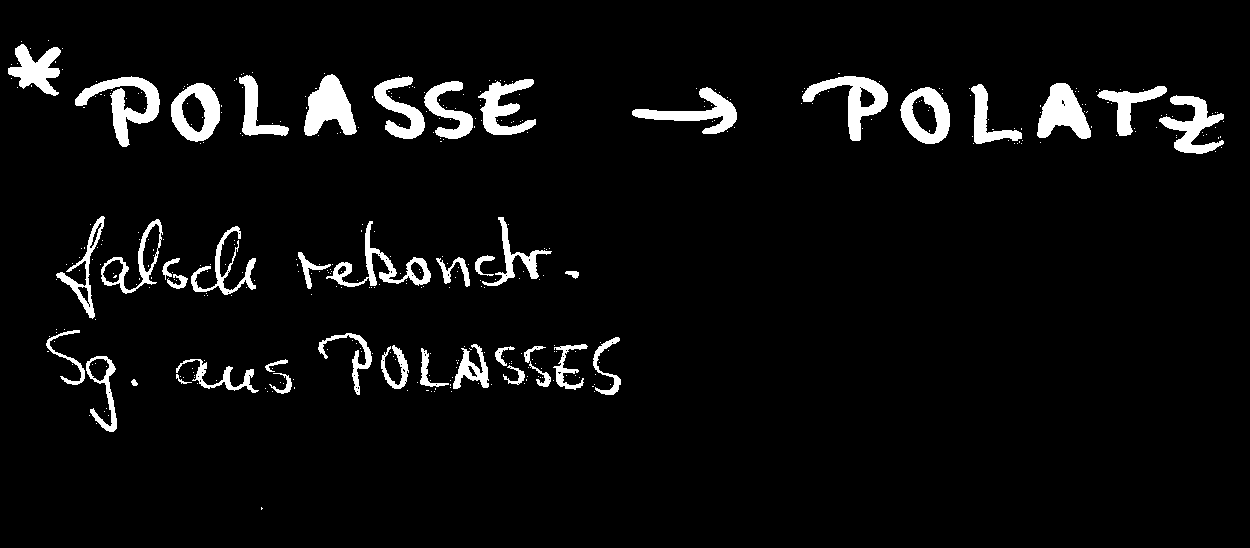 *POLASSE → POLATZ
falsch rekonstr.
Sg. aus POLASSES